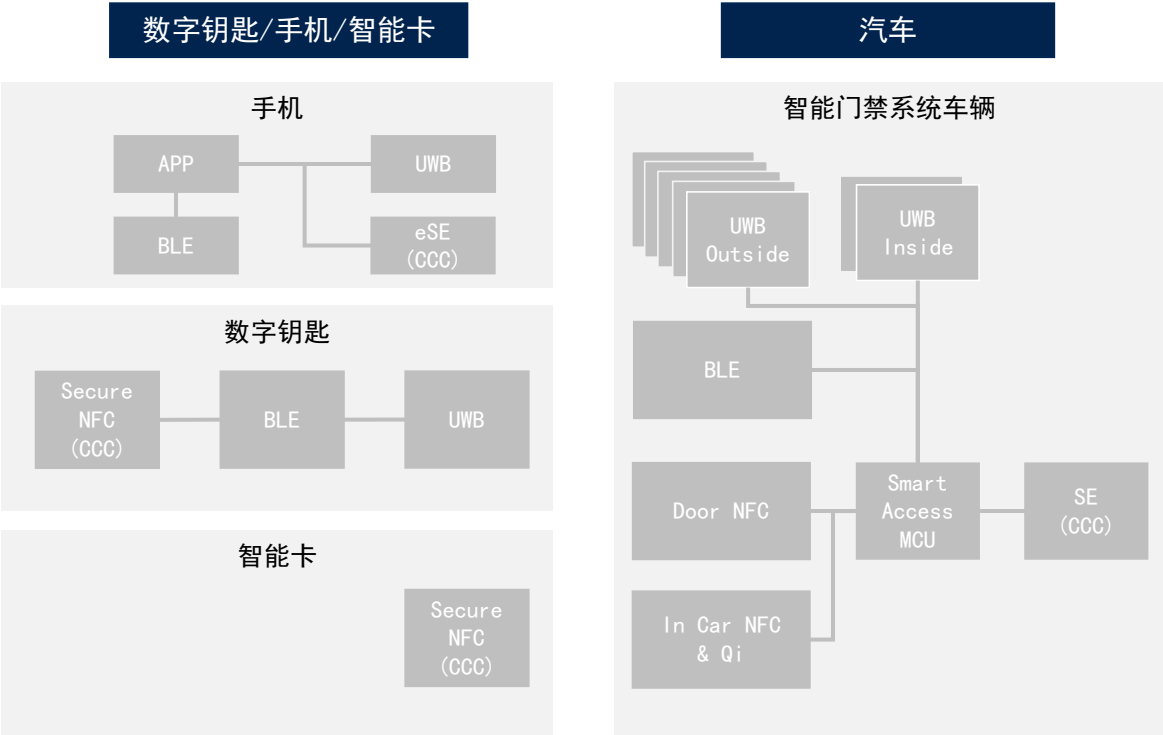 数字钥匙/手机/智能卡
手机
APP
UWB
BLE
eSE
(CCC)
数字钥匙
Secure
NFC
(CCC)
BLE
UWB
智能卡
Secure
NFC
(CCC)
汽车
智能门禁系统车辆
UWB
Outside
UWB
Inside
BLE
Door NFC
Smart
Access
MCU
SE
(CCC)
In Car NFC
& Qi